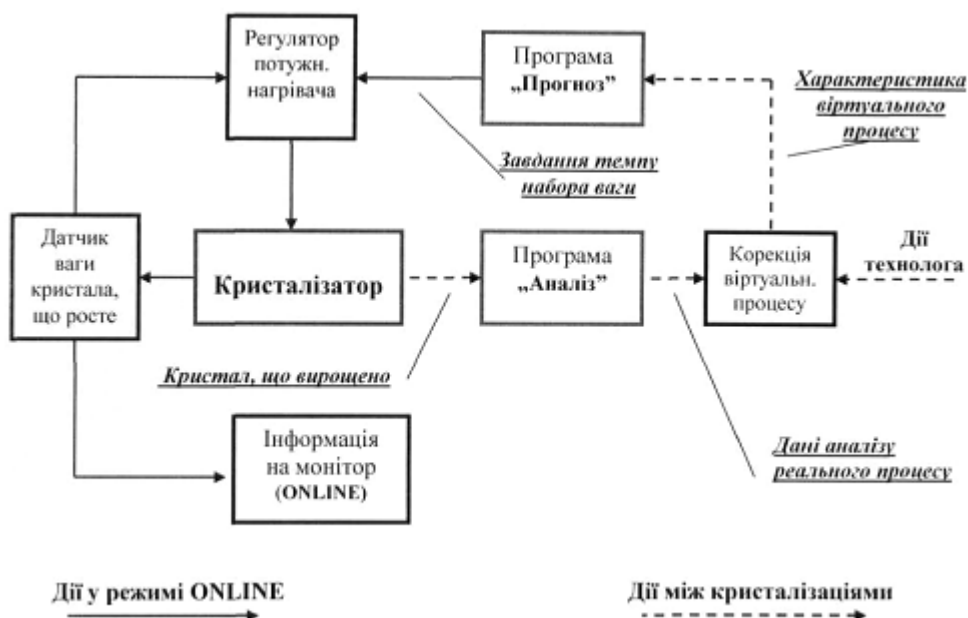 Регулятор
потужн.
нагрівача
Програма
„Прогноз”
Характеристика
віртуального
процесу
Завдання темпу
набора ваги
Датчик
ваги
кристала,
що росте
Кристалізатор
Програма
„Аналіз”
Корекція
віртуальн.
процесу
Дії
технолога
Кристал, що вирощено
Інформація
на монітор
(ONLINE)
Дані аналізу
реального процесу
Дії у режимі ONLINE
Дії між кристалізаціями